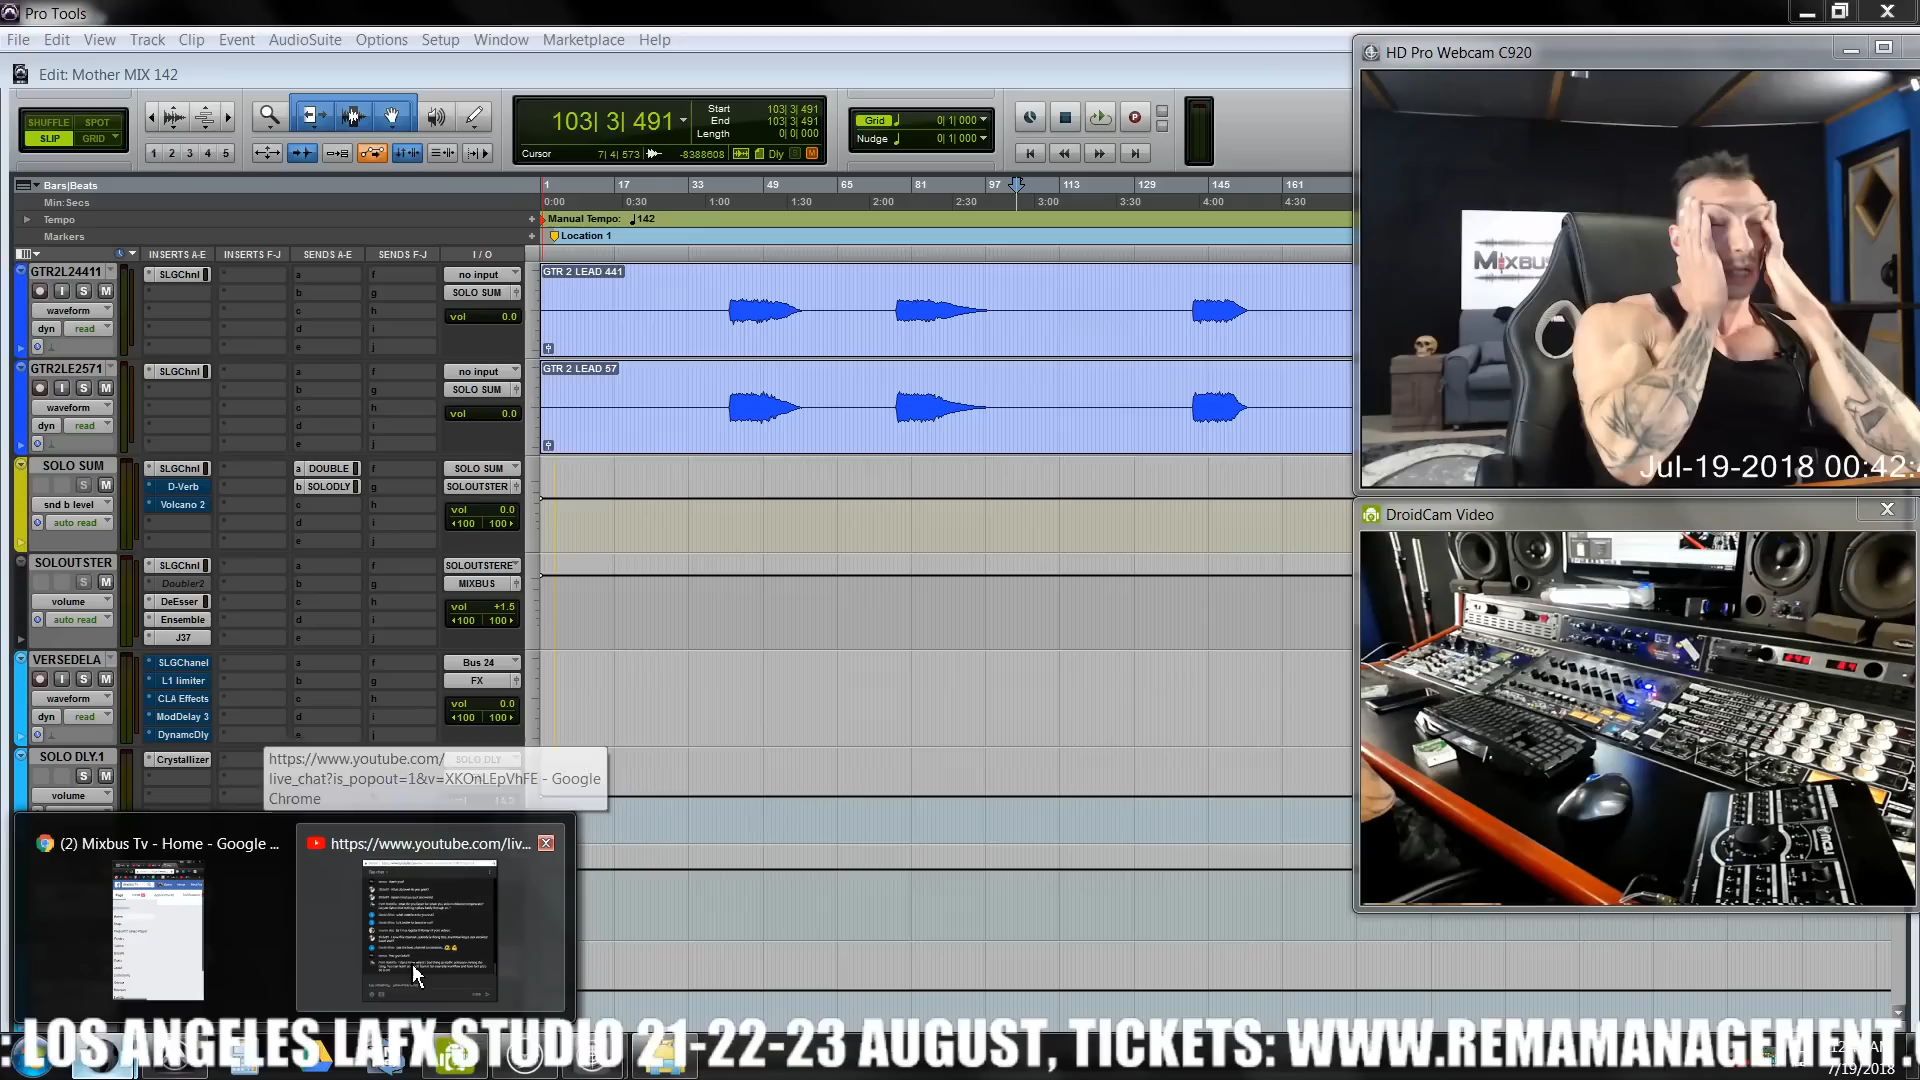 Pro Tools
File Edit View Track Clip Event AudioSuite Options Setup Window Marketplace Help
Edit: Mother MIX 142
SHUFFLE SPOT
SLIP GRID
1 2 3 4 5
103| 3| 491
Start 103| 3| 491
End 103| 3| 491
Length 0| 0| 000
Cursor 7| 4| 573 -8388608 Dly
Grid 0| 1| 000
Nudge 0| 1| 000
Bars|Beats 1 17 33 49 65 81 97 113 129 145 161
Min:Secs 0:00 0:30 1:00 1:30 2:00 2:30 3:00 3:30 4:00 4:30
Tempo Manual Tempo: 142
Markers Location 1
INSERTS A-E INSERTS F-J SENDS A-E SENDS F-J I / O
GTR2L24411 SLGChnl a f no input
I S M b g SOLO SUM
waveform c h vol 0.0
dyn read d i
e j
GTR 2 LEAD 441
GTR2LE2571 SLGChnl a f no input
I S M b g SOLO SUM
waveform c h vol 0.0
dyn read d i
e j
GTR 2 LEAD 57
SOLO SUM SLGChnl a DOUBLE f SOLO SUM
S M D-Verb b SOLODLY g SOLOUTSTER
snd b level Volcano 2 c h vol 0.0
auto read d i 100 100
e j
SOLOUTSTER SLGChnl a f SOLOUTSTERE
S M Doubler2 b g MIXBUS
volume DeEsser c h vol +1.5
auto read Ensemble d i 100 100
J37 e j
VERSEDELA SLGChanel a f Bus 24
I S M L1 limiter b g FX
waveform CLA Effects c h vol 0.0
dyn read ModDelay 3 d i 100 100
DynamcDly e j
SOLO DLY.1 Crystallizer SOLO DLY
S M
volume
https://www.youtube.com/
live_chat?is_popout=1&v=XKOnLEpVhFE - Google
Chrome
(2) Mixbus Tv - Home - Google ...
https://www.youtube.com/liv...
HD Pro Webcam C920
MIXBUS
Jul-19-2018 00:42:
DroidCam Video
: LOS ANGELES LAFX STUDIO 21-22-23 AUGUST, TICKETS: WWW.REMAMANAGEMENT.
7/19/2018